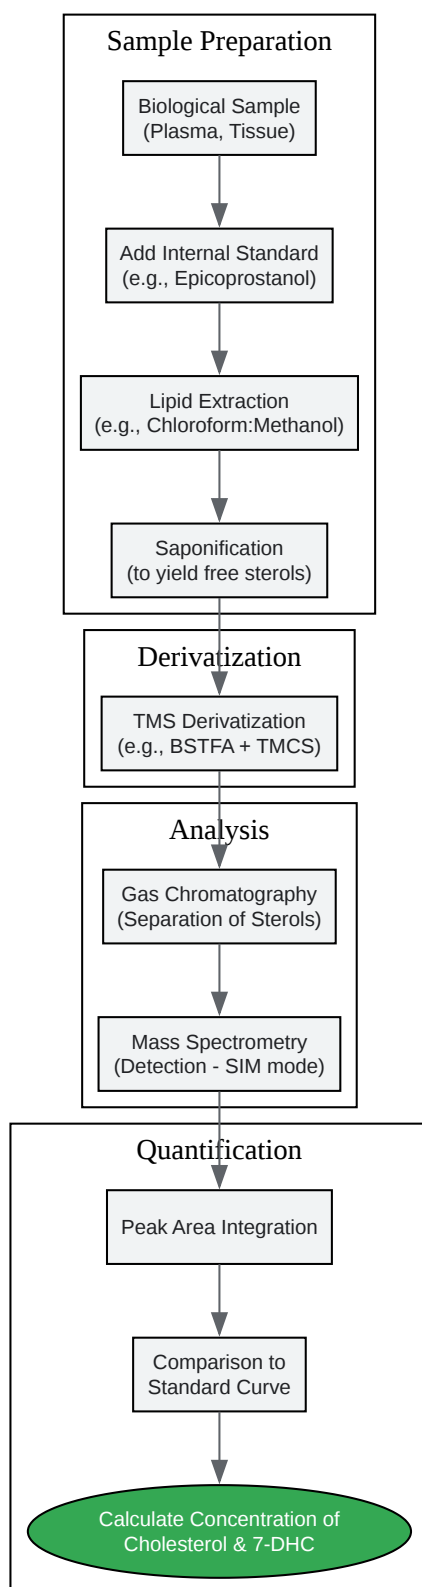 Sample Preparation
Biological Sample
(Plasma, Tissue)
Add Internal Standard
(e.g., Epicoprostanol)
Lipid Extraction
(e.g., Chloroform:Methanol)
Saponification
(to yield free sterols)
Derivatization
TMS Derivatization
(e.g., BSTFA + TMCS)
Analysis
Gas Chromatography
(Separation of Sterols)
Mass Spectrometry
(Detection - SIM mode)
Quantification
Peak Area Integration
Comparison to
Standard Curve
Calculate Concentration of
Cholesterol & 7-DHC